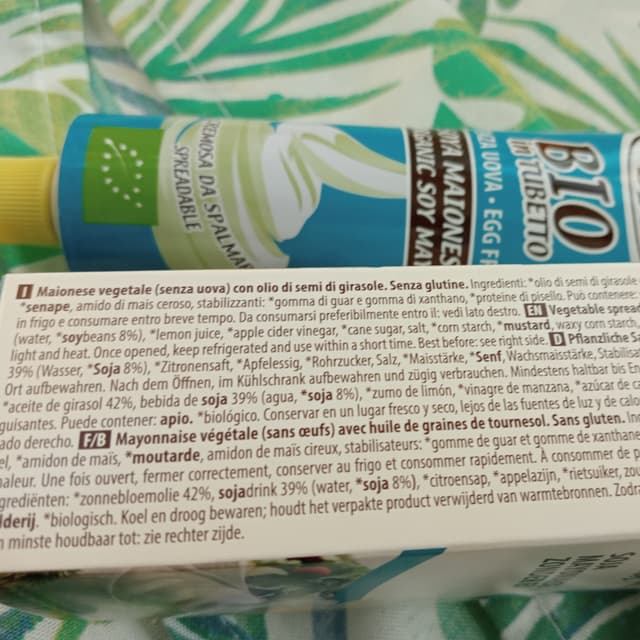 CREMOSA DA SPALMARE
SPREADABLE
SOYA MAIONESE
ORGANIC SOY MA
UOVA • EGG F
BIO
in TUBETTO
I Maionese vegetale (senza uova) con olio di semi di girasole. Senza glutine. Ingredienti: *olio di semi di girasole
*senape, amido di mais ceroso, stabilizzanti: *gomma di guar e gomma di xanthano, *proteine di pisello. Può contenere:
in frigo e consumare entro breve tempo. Da consumarsi preferibilmente entro il: vedi lato destro. EN Vegetable spread
(water, *soybeans 8%), *lemon juice, *apple cider vinegar, *cane sugar, salt, *corn starch, *mustard, waxy corn starch,
light and heat. Once opened, keep refrigerated and use within a short time. Best before: see right side. D Pflanzliche Sa
39% (Wasser, *Soja 8%), *Zitronensaft, *Apfelessig, *Rohrzucker, Salz, *Maisstärke, *Senf, Wachsmaisstärke, Stabilis
Ort aufbewahren. Nach dem Öffnen, im Kühlschrank aufbewahren und zügig verbrauchen. Mindestens haltbar bis En
*aceite de girasol 42%, bebida de soja 39% (agua, *soja 8%), *zumo de limón, *vinagre de manzana, *azúcar de c
guisantes. Puede contener: apio. *biológico. Conservar en un lugar fresco y seco, lejos de las fuentes de luz y de calo
ado derecho. F/B Mayonnaise végétale (sans œufs) avec huile de graines de tournesol. Sans gluten. In
el, *amidon de maïs, *moutarde, amidon de maïs cireux, stabilisateurs: *gomme de guar et gomme de xanthane
haleur. Une fois ouvert, fermer correctement, conserver au frigo et consommer rapidement. À consommer de p
grediënten: *zonnebloemolie 42%, sojadrink 39% (water, *soja 8%), *citroensap, *appelazijn, *rietsuiker, zou
lderij. *biologisch. Koel en droog bewaren; houdt het verpakte product verwijderd van warmtebronnen. Zodra
n minste houdbaar tot: zie rechter zijde.